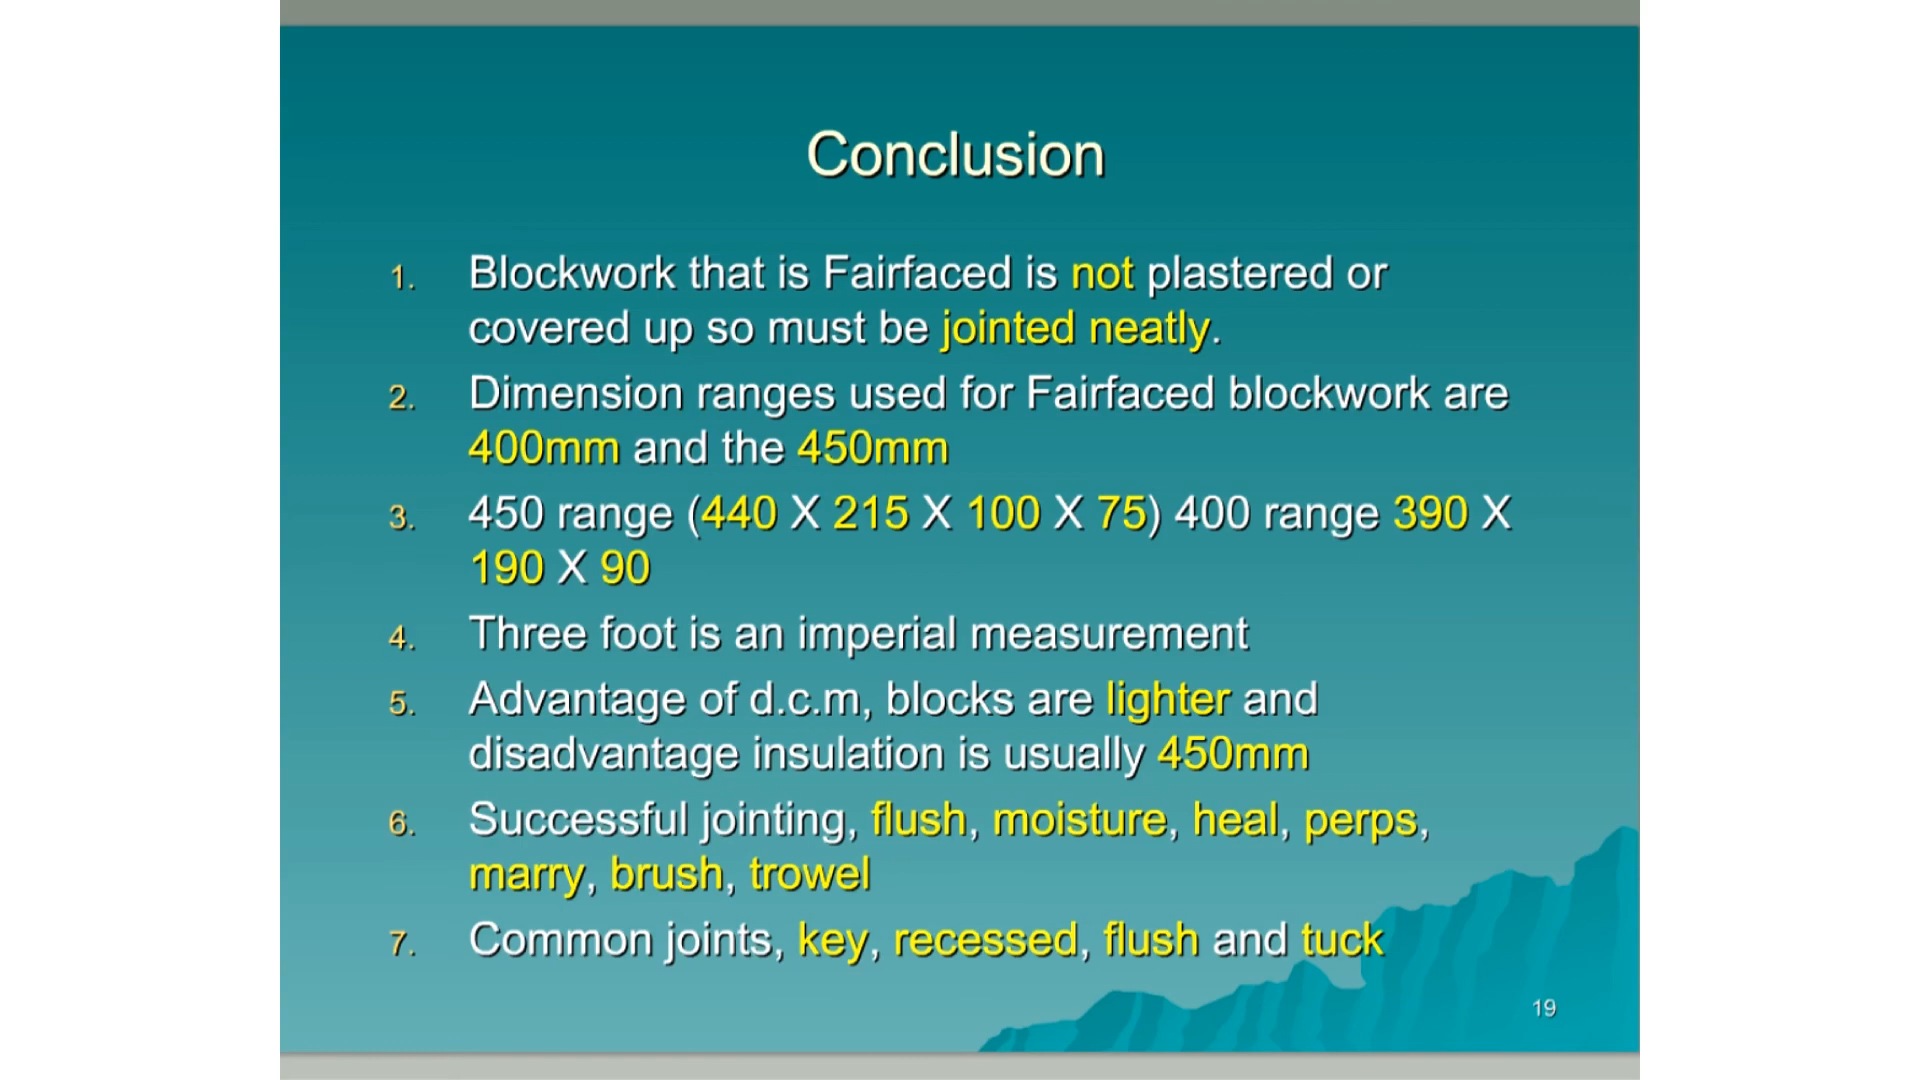 Conclusion
1. Blockwork that is Fairfaced is not plastered or
covered up so must be jointed neatly.
2. Dimension ranges used for Fairfaced blockwork are
400mm and the 450mm
3. 450 range (440 X 215 X 100 X 75) 400 range 390 X
190 X 90
4. Three foot is an imperial measurement
5. Advantage of d.c.m, blocks are lighter and
disadvantage insulation is usually 450mm
6. Successful jointing, flush, moisture, heal, perps,
marry, brush, trowel
7. Common joints, key, recessed, flush and tuck
19